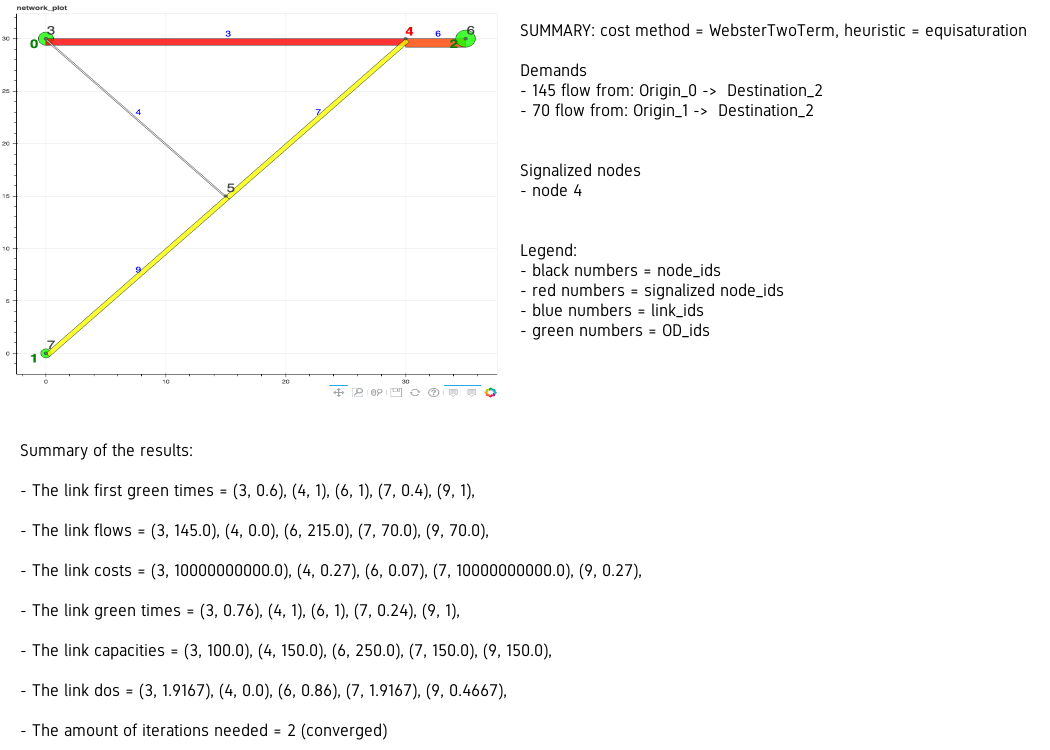 network_plot
SUMMARY: cost method = WebsterTwoTerm, heuristic = equisaturation
Demands
- 145 flow from: Origin_0 -> Destination_2
- 70 flow from: Origin_1 -> Destination_2
Signalized nodes
- node 4
Legend:
- black numbers = node_ids
- red numbers = signalized node_ids
- blue numbers = link_ids
- green numbers = OD_ids
30
25
20
15
10
5
0
0
10
20
30
3
0
3
4
6
6
2
4
7
5
9
7
1
Summary of the results:
- The link first green times = (3, 0.6), (4, 1), (6, 1), (7, 0.4), (9, 1),
- The link flows = (3, 145.0), (4, 0.0), (6, 215.0), (7, 70.0), (9, 70.0),
- The link costs = (3, 10000000000.0), (4, 0.27), (6, 0.07), (7, 10000000000.0), (9, 0.27),
- The link green times = (3, 0.76), (4, 1), (6, 1), (7, 0.24), (9, 1),
- The link capacities = (3, 100.0), (4, 150.0), (6, 250.0), (7, 150.0), (9, 150.0),
- The link dos = (3, 1.9167), (4, 0.0), (6, 0.86), (7, 1.9167), (9, 0.4667),
- The amount of iterations needed = 2 (converged)